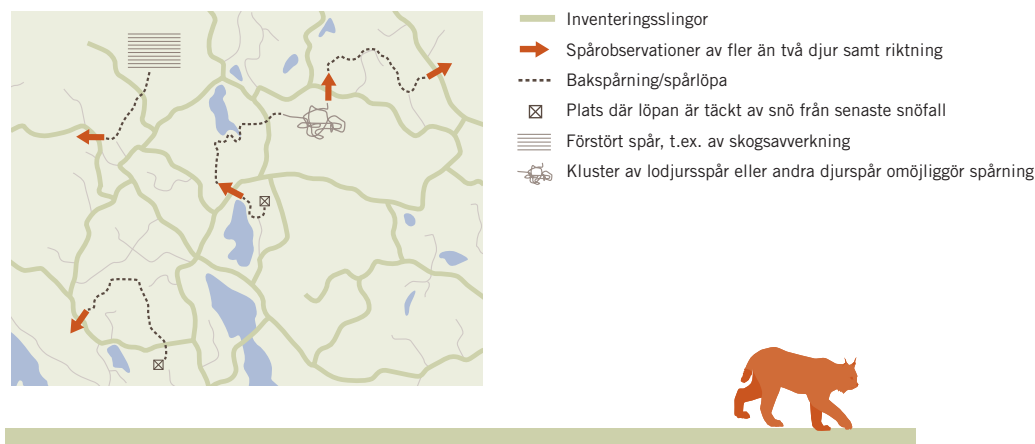 Inventeringsslingor
Spårobservationer av fler än två djur samt riktning
Bakspårning/spårlöpa
Plats där löpan är täckt av snö från senaste snöfall
Förstört spår, t.ex. av skogsavverkning
Kluster av lodjursspår eller andra djurspår omöjliggör spårning